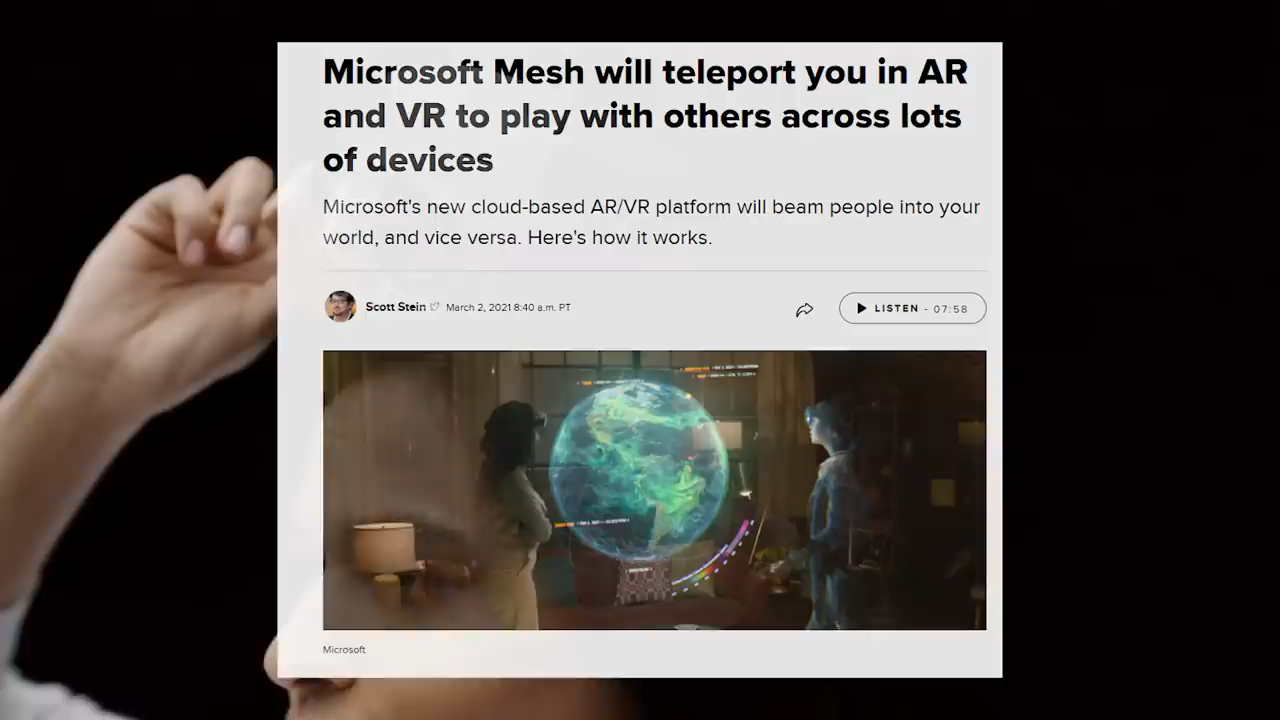 Microsoft Mesh will teleport you in AR
and VR to play with others across lots
of devices
Microsoft's new cloud-based AR/VR platform will beam people into your
world, and vice versa. Here's how it works.
Scott Stein March 2, 2021 8:40 a.m. PT
LISTEN - 07:58
Microsoft